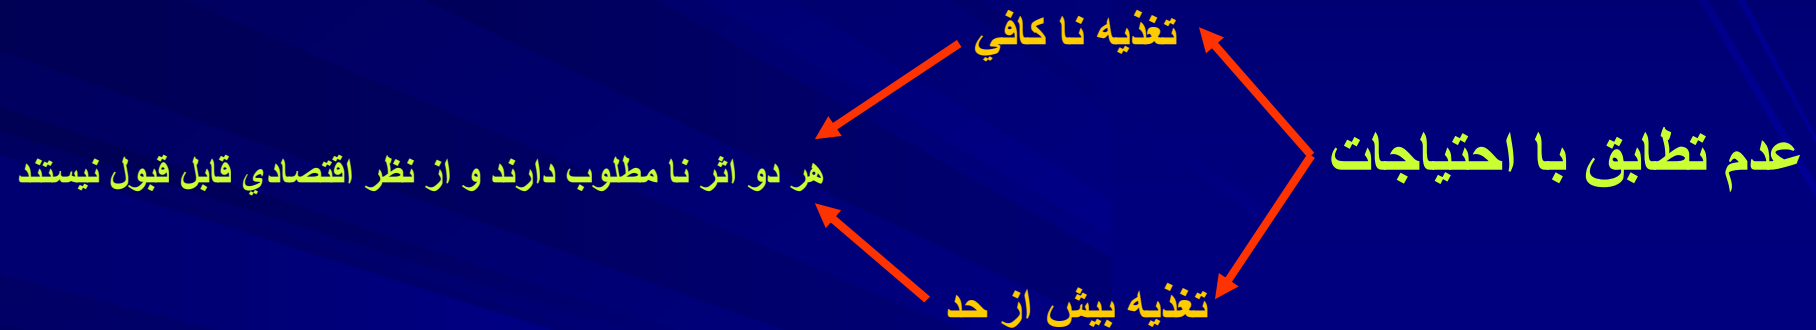 عدم تطابق با احتياجات
تغذيه نا كافي
تغذيه بيش از حد
هر دو اثر نا مطلوب دارند و از نظر اقتصادي قابل قبول نيستند